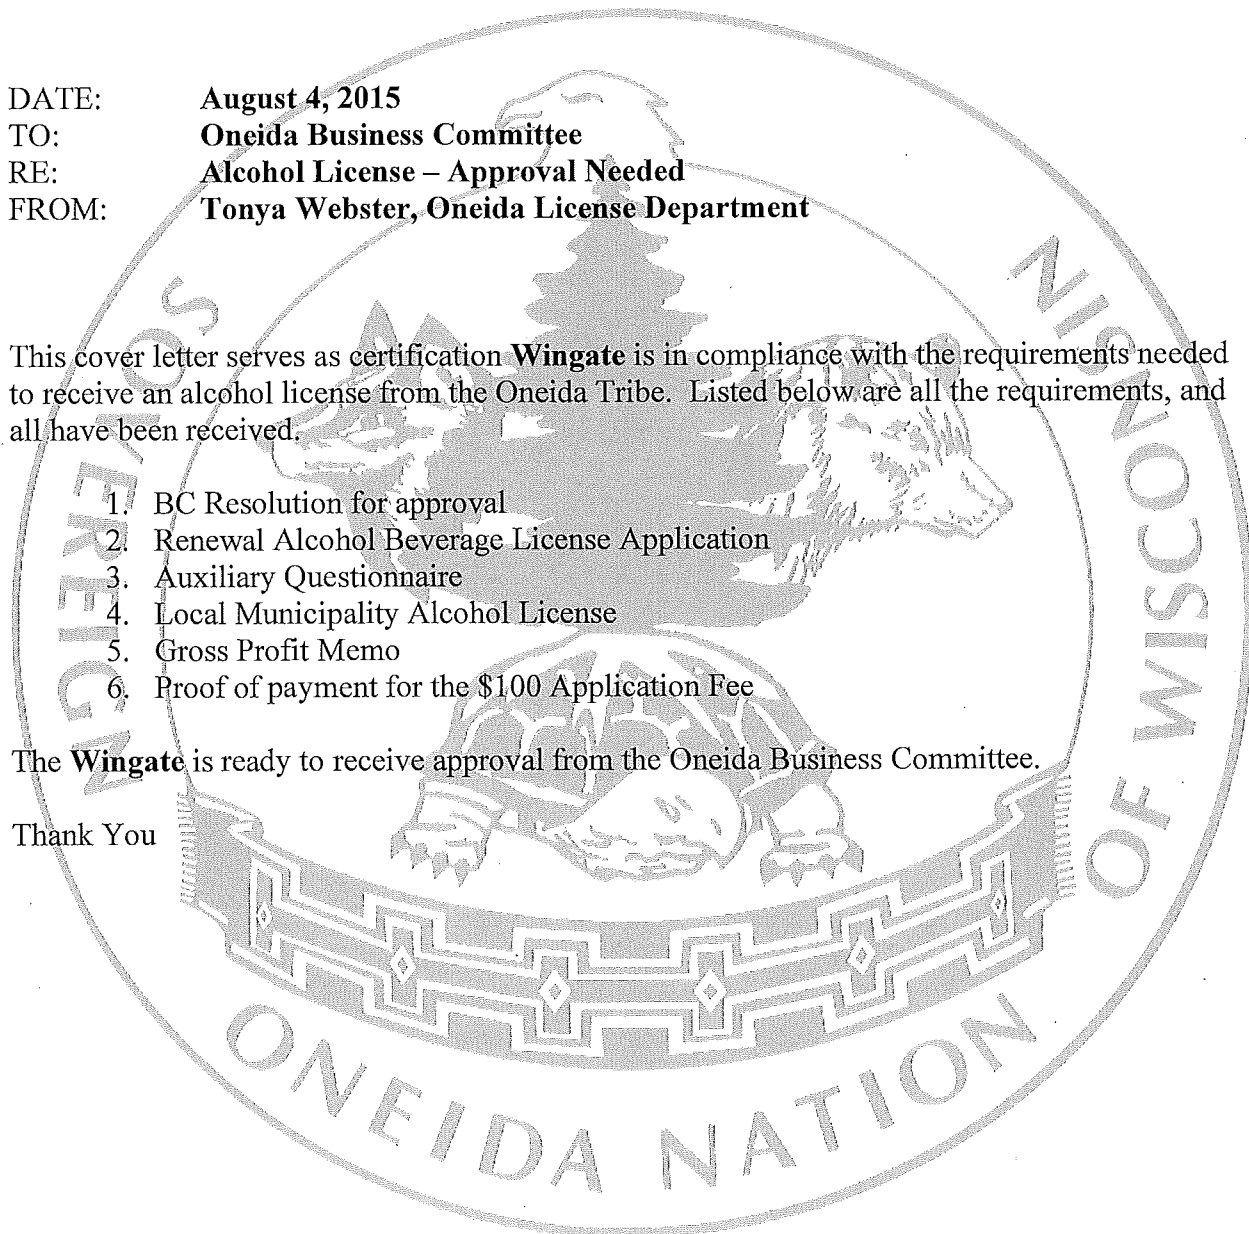 DATE: August 4, 2015
TO: Oneida Business Committee
RE: Alcohol License – Approval Needed
FROM: Tonya Webster, Oneida License Department
This cover letter serves as certification Wingate is in compliance with the requirements needed
to receive an alcohol license from the Oneida Tribe. Listed below are all the requirements, and
all have been received.
1. BC Resolution for approval
2. Renewal Alcohol Beverage License Application
3. Auxiliary Questionnaire
4. Local Municipality Alcohol License
5. Gross Profit Memo
6. Proof of payment for the $100 Application Fee
The Wingate is ready to receive approval from the Oneida Business Committee.
Thank You
SOVEREIGN
ONEIDA NATION
OF WISCONSIN